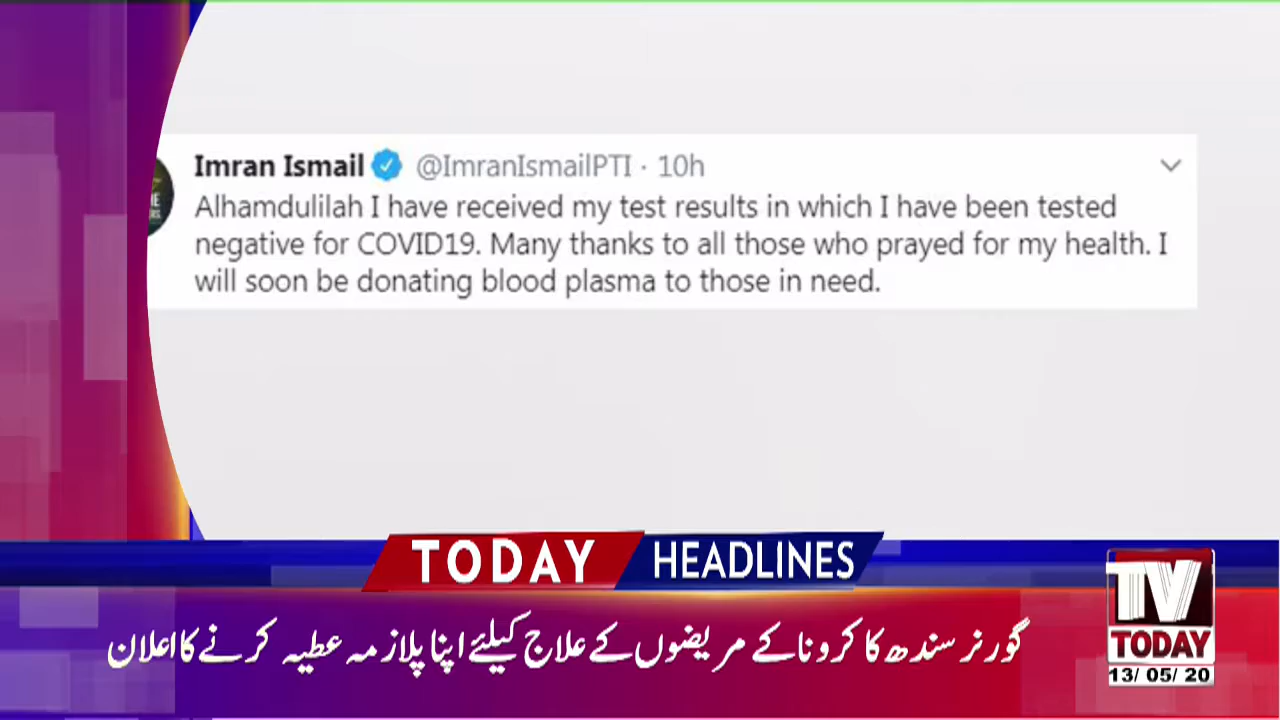 Imran Ismail @ImranIsmailPTI · 10h
Alhamdulilah I have received my test results in which I have been tested
negative for COVID19. Many thanks to all those who prayed for my health. I
will soon be donating blood plasma to those in need.
TODAY HEADLINES
گورنر سندھ کا کرونا کے مریضوں کے علاج کیلئے اپنا پلازمہ عطیہ کرنے کا اعلان
TV
TODAY
13/ 05/ 20